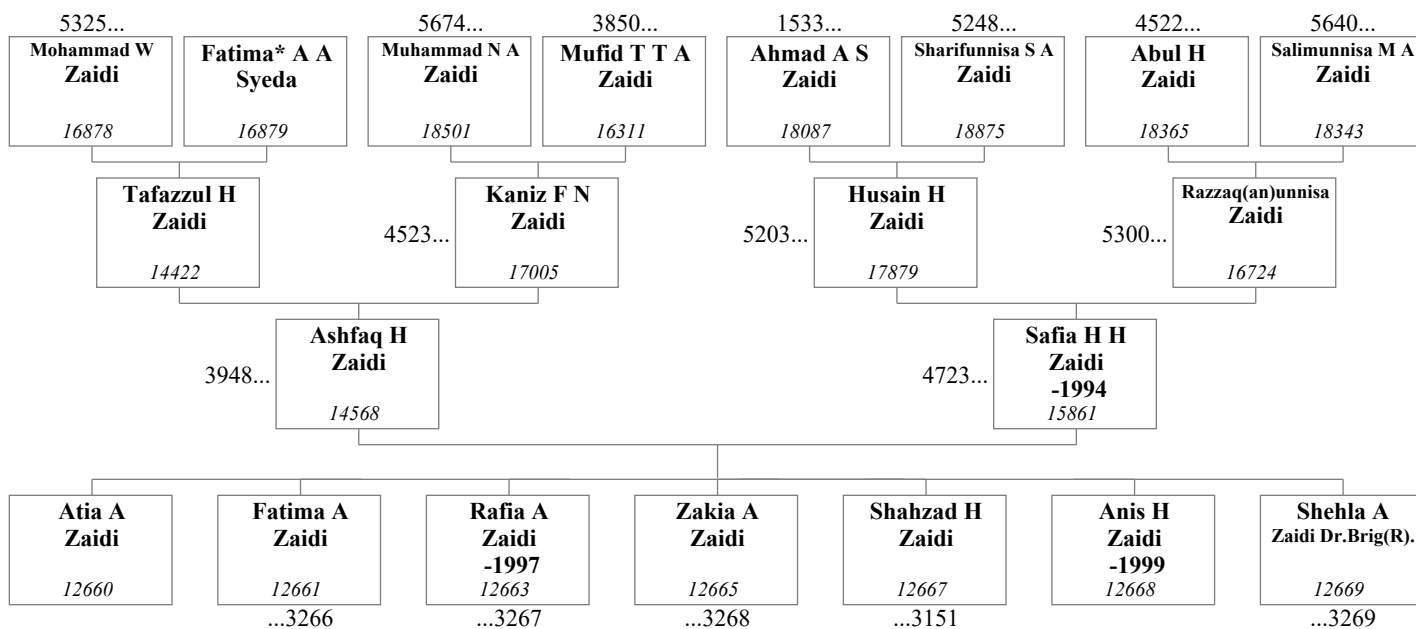 5325...
5674...
3850...
1533...
5248...
4522...
5640...
Mohammad W
Zaidi
16878
Fatima* A A
Syeda
16879
Muhammad N A
Zaidi
18501
Mufid T T A
Zaidi
16311
Ahmad A S
Zaidi
18087
Sharifunnisa S A
Zaidi
18875
Abul H
Zaidi
18365
Salimunnisa M A
Zaidi
18343
Tafazzul H
Zaidi
14422
4523...
Kaniz F N
Zaidi
17005
5203...
Husain H
Zaidi
17879
5300...
Razzaq(an)unnisa
Zaidi
16724
3948...
Ashfaq H
Zaidi
14568
4723...
Safia H H
Zaidi
-1994
15861
Atia A
Zaidi
12660
Fatima A
Zaidi
12661
...3266
Rafia A
Zaidi
-1997
12663
...3267
Zakia A
Zaidi
12665
...3268
Shahzad H
Zaidi
12667
...3151
Anis H
Zaidi
-1999
12668
Shehla A
Zaidi Dr.Brig(R).
12669
...3269